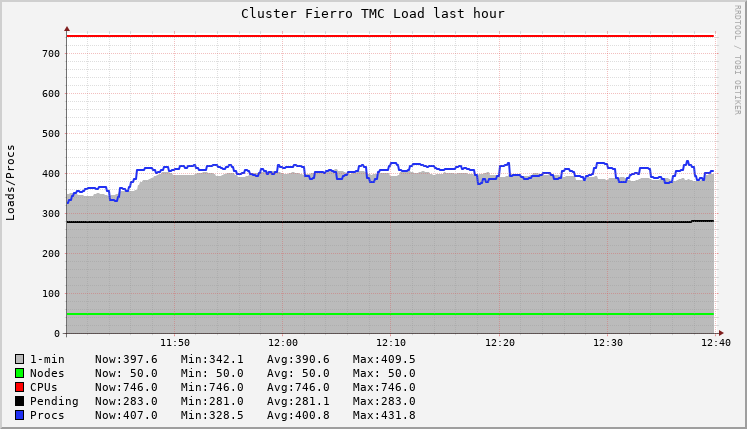 Cluster Fierro TMC Load last hour
RRDTOOL / TOBI OETIKER
Loads/Procs
700
600
500
400
300
200
100
0
11:50 12:00 12:10 12:20 12:30 12:40
1-min Now:397.6 Min:342.1 Avg:390.6 Max:409.5
Nodes Now: 50.0 Min: 50.0 Avg: 50.0 Max: 50.0
CPUs Now:746.0 Min:746.0 Avg:746.0 Max:746.0
Pending Now:283.0 Min:281.0 Avg:281.1 Max:283.0
Procs Now:407.0 Min:328.5 Avg:400.8 Max:431.8